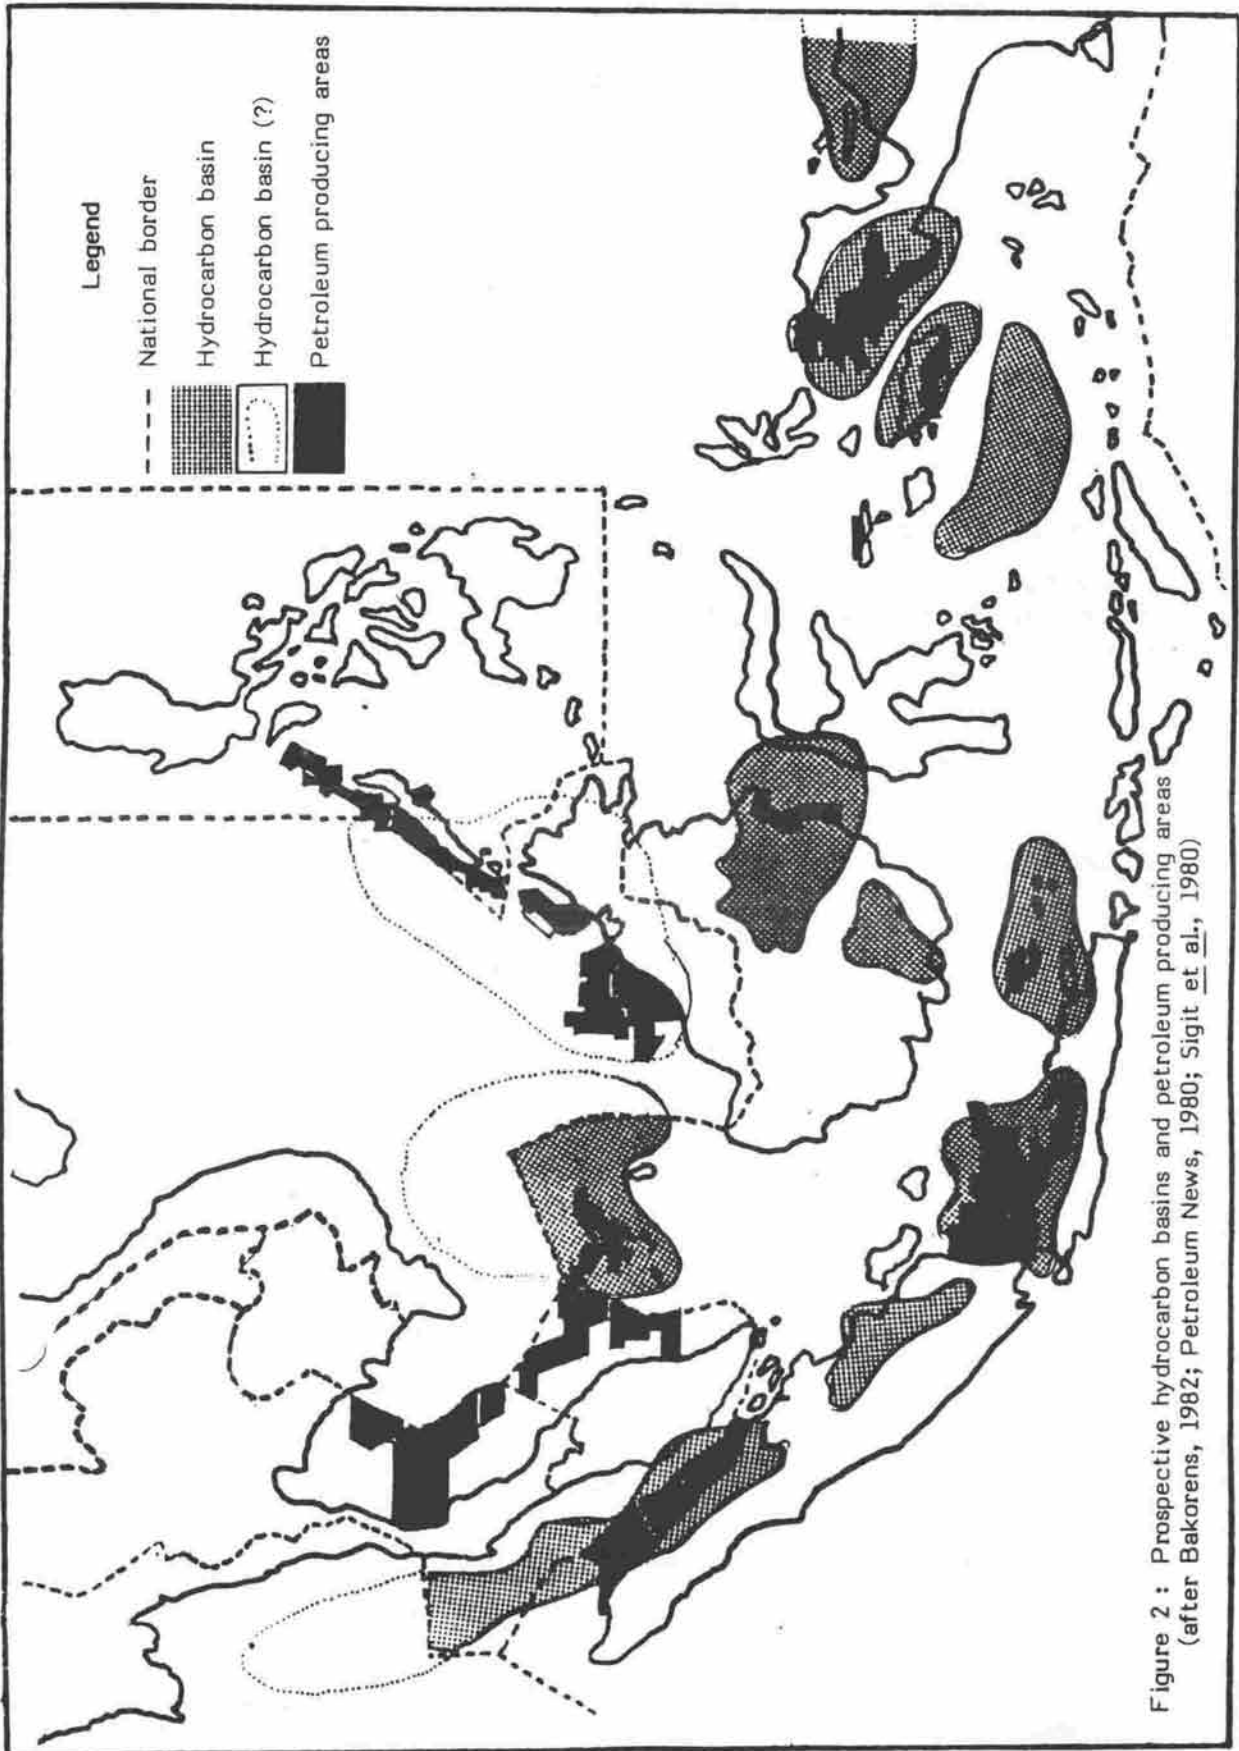 Legend
National border
Hydrocarbon basin
Hydrocarbon basin (?)
Petroleum producing areas
Figure 2 : Prospective hydrocarbon basins and petroleum producing areas
(after Bakorens, 1982; Petroleum News, 1980; Sigit et al., 1980)